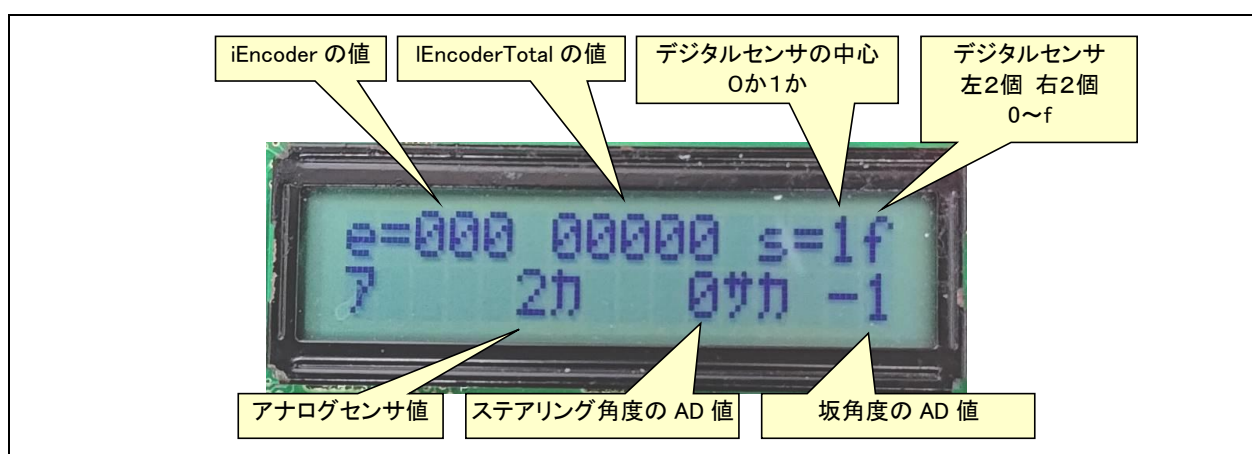 iEncoder の値
lEncoderTotal の値
デジタルセンサの中心
0か1か
デジタルセンサ
左2個 右2個
0～f
e=000 00000 s=1f
ア 2カ 0サカ -1
アナログセンサ値
ステアリング角度の AD 値
坂角度の AD 値